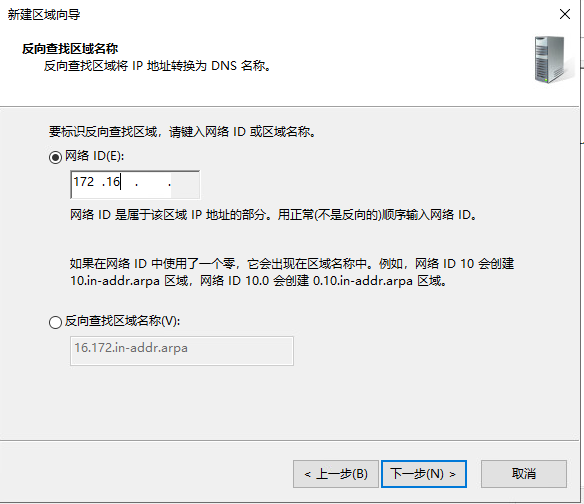 新建区域向导
反向查找区域名称
反向查找区域将 IP 地址转换为 DNS 名称。
要标识反向查找区域，请键入网络 ID 或区域名称。
网络 ID(E):
172 .16 . .
网络 ID 是属于该区域 IP 地址的部分。用正常(不是反向的)顺序输入网络 ID。
如果在网络 ID 中使用了一个零，它会出现在区域名称中。例如，网络 ID 10 会创建
10.in-addr.arpa 区域，网络 ID 10.0 会创建 0.10.in-addr.arpa 区域。
反向查找区域名称(V):
16.172.in-addr.arpa
< 上一步(B) 下一步(N) > 取消